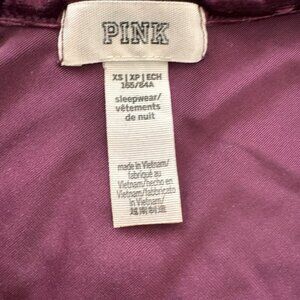 PINK
XS | XP | ECH
165/84A
sleepwear/
vêtements
de nuit
made in Vietnam/
fabriqué au
Vietnam/hecho en
Vietnam/fabbricato
in Vietnam/
越南制造